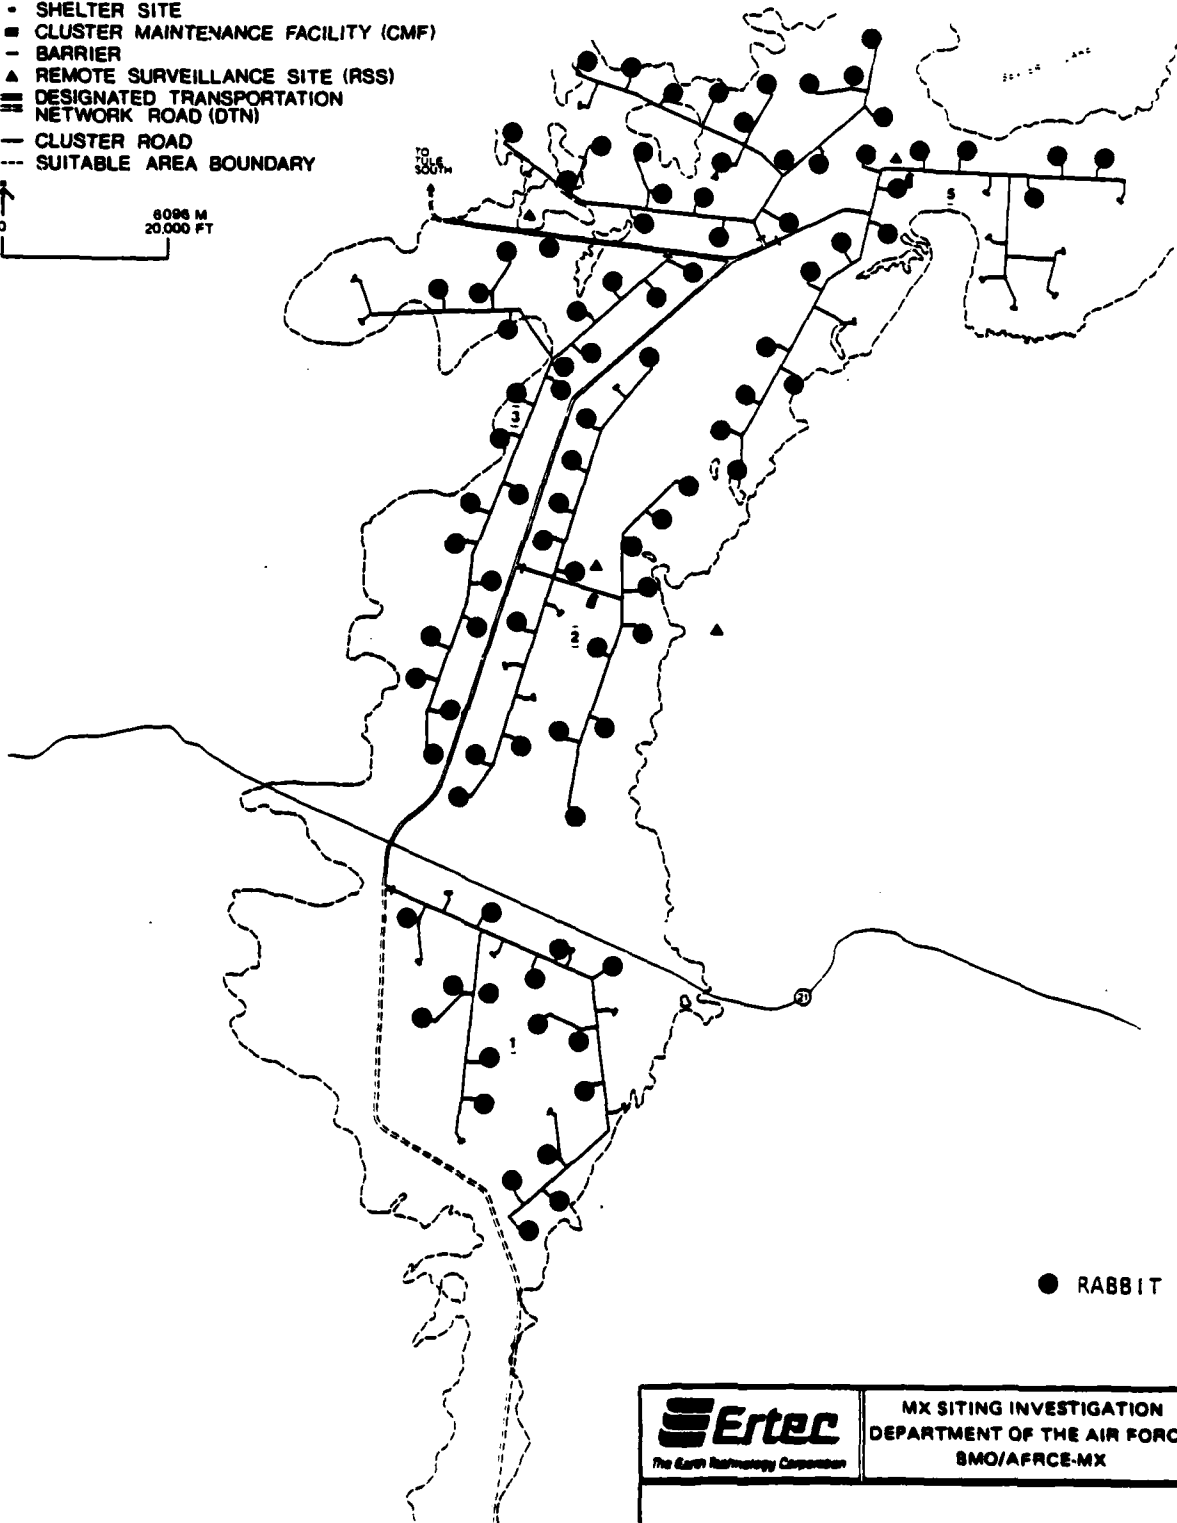 SHELTER SITE
CLUSTER MAINTENANCE FACILITY (CMF)
BARRIER
REMOTE SURVEILLANCE SITE (RSS)
DESIGNATED TRANSPORTATION
NETWORK ROAD (DTN)
CLUSTER ROAD
SUITABLE AREA BOUNDARY
TO
TULE
SOUTH
0
6096 M
20,000 FT
5
3
2
21
1
RABBIT
Ertec
The Earth Technology Corporation
MX SITING INVESTIGATION
DEPARTMENT OF THE AIR FORC
BMO/AFRCE-MX